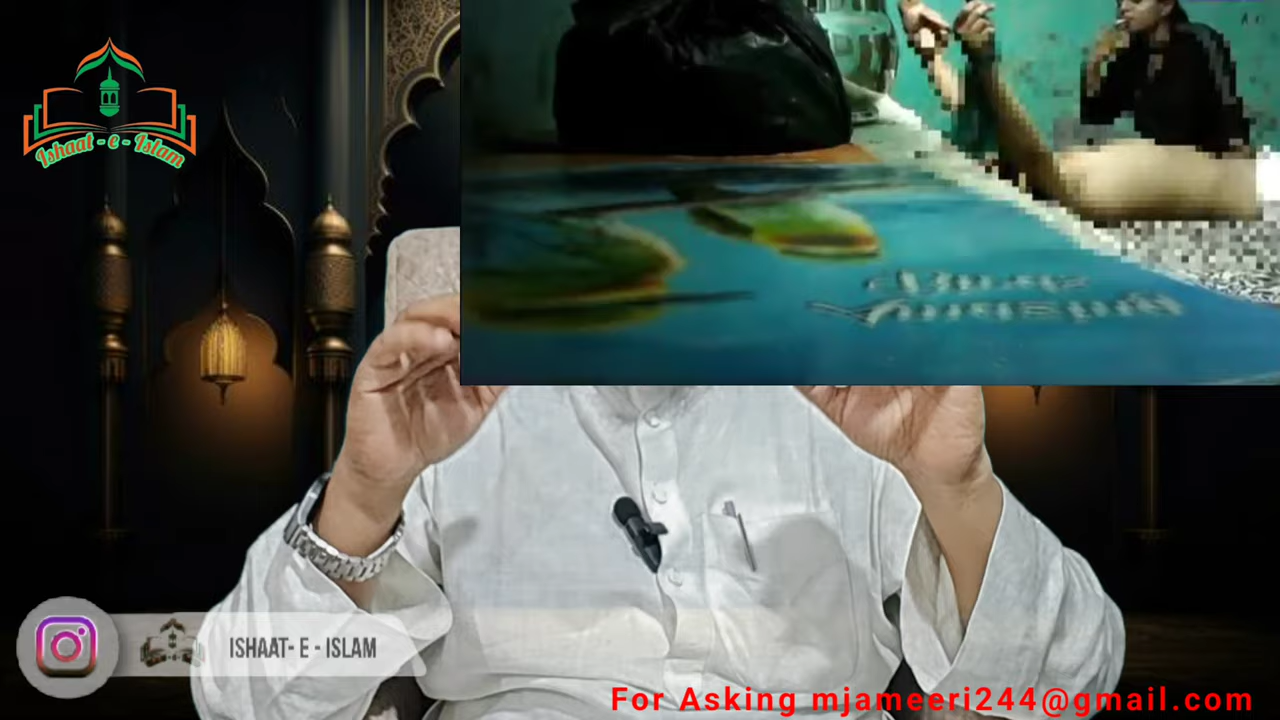 Ishaat - e - Islam
ISHAAT- E - ISLAM
For Asking mjameeri244@gmail.com